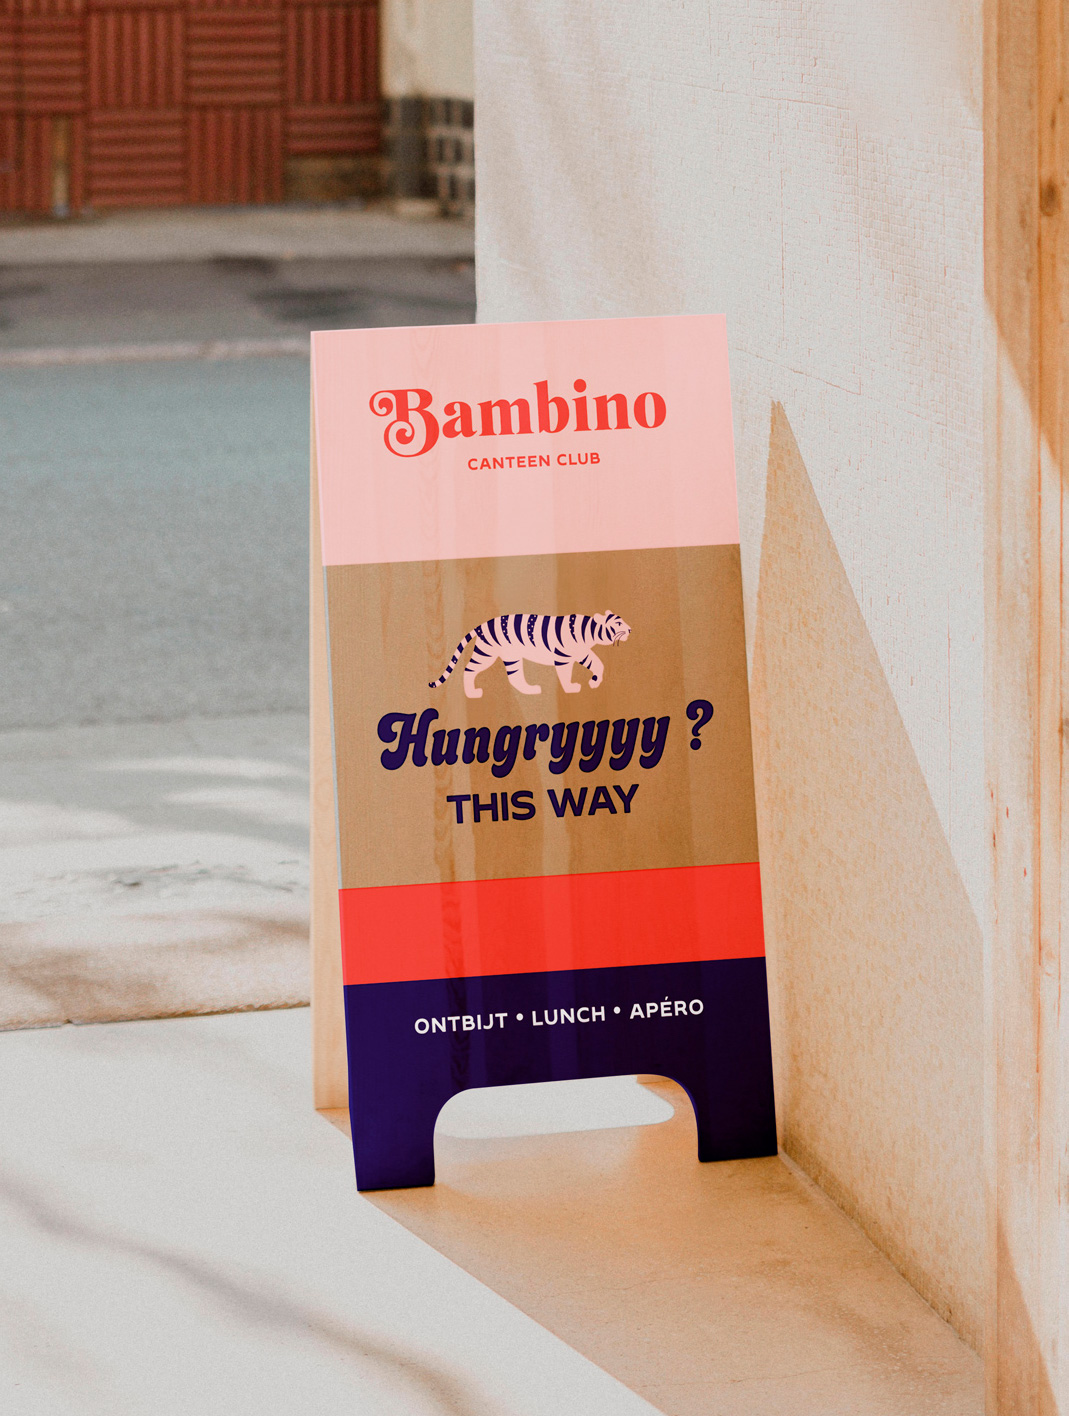 Bambino
CANTEEN CLUB
Hungryyyy ?
THIS WAY
ONTBIJT • LUNCH • APÉRO